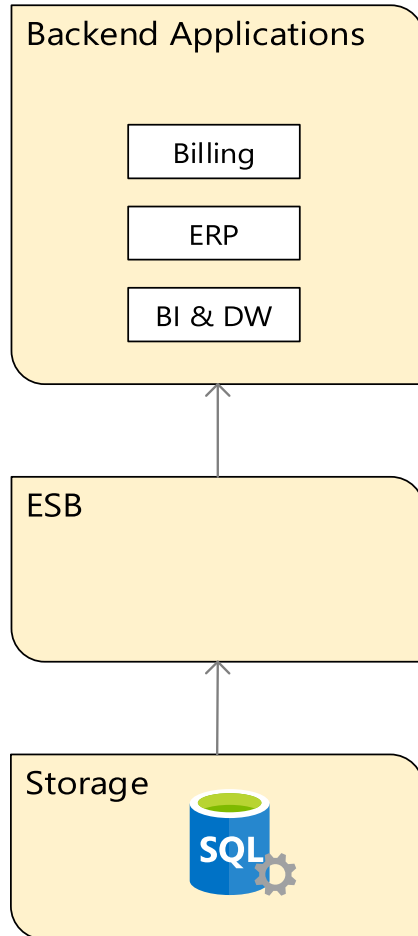 Backend Applications
Billing
ERP
BI & DW
ESB
Storage
SQL